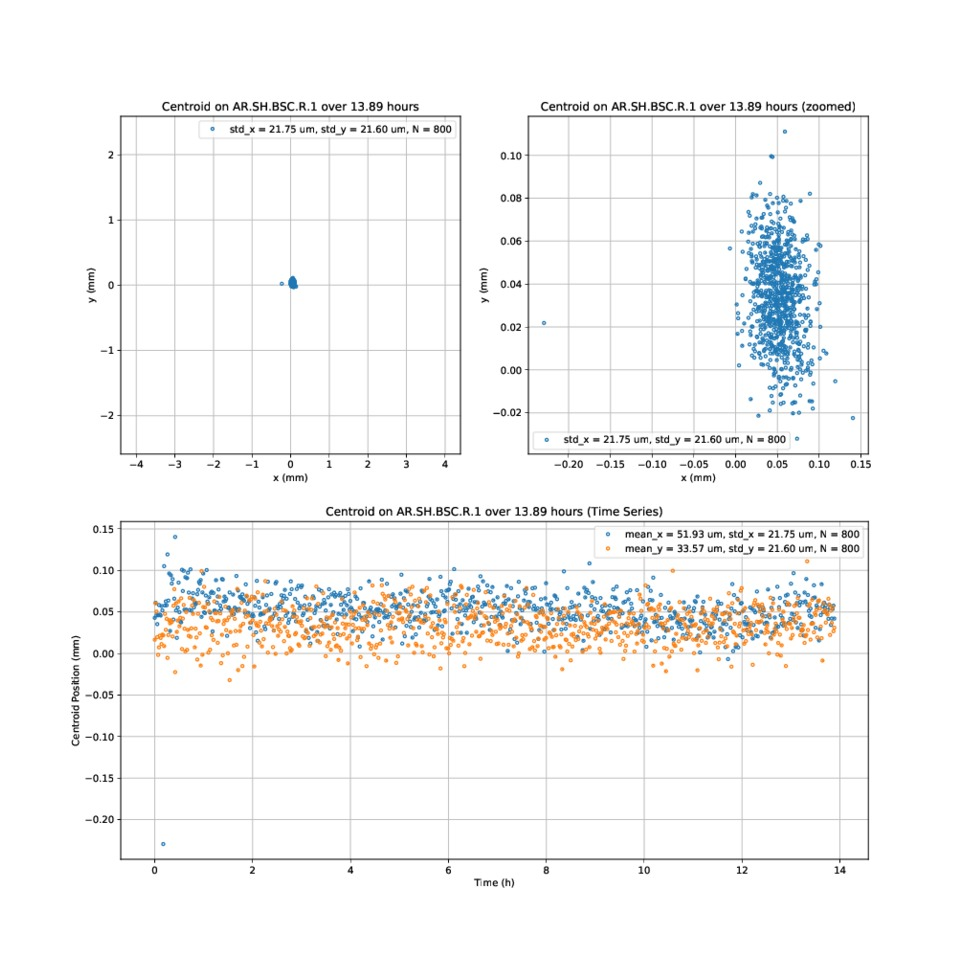 Centroid on AR.SH.BSC.R.1 over 13.89 hours
std_x = 21.75 um, std_y = 21.60 um, N = 800
2
1
0
−1
−2
y (mm)
−4 −3 −2 −1 0 1 2 3 4
x (mm)
Centroid on AR.SH.BSC.R.1 over 13.89 hours (zoomed)
0.10
0.08
0.06
0.04
0.02
0.00
−0.02
y (mm)
std_x = 21.75 um, std_y = 21.60 um, N = 800
−0.20 −0.15 −0.10 −0.05 0.00 0.05 0.10 0.15
x (mm)
Centroid on AR.SH.BSC.R.1 over 13.89 hours (Time Series)
mean_x = 51.93 um, std_x = 21.75 um, N = 800
mean_y = 33.57 um, std_y = 21.60 um, N = 800
0.15
0.10
0.05
0.00
−0.05
−0.10
−0.15
−0.20
Centroid Position (mm)
0 2 4 6 8 10 12 14
Time (h)